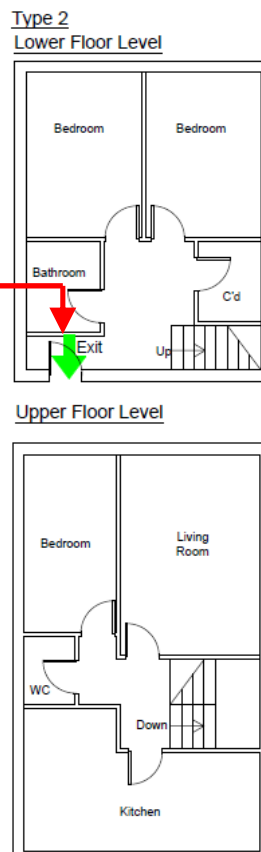 Type 2
Lower Floor Level
Bedroom
Bedroom
Bathroom
C'd
Exit
Up
Upper Floor Level
Bedroom
Living
Room
WC
Down
Kitchen